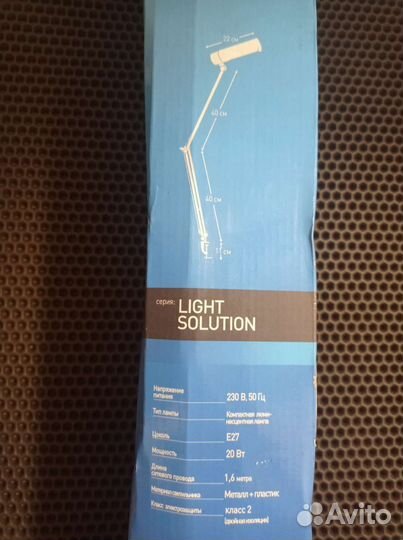 22 см
40 см
40 см
см
серия: LIGHT
SOLUTION
Напряжение
питания
230 В, 50 Гц
Тип лампы
Компактная люми-
несцентная лампа
Цоколь
E27
Мощность
20 Вт
Длина
сетевого провода
1,6 метра
Материал светильника
Металл + пластик
Класс электрозащиты
класс 2
(двойная изоляция)
Avito